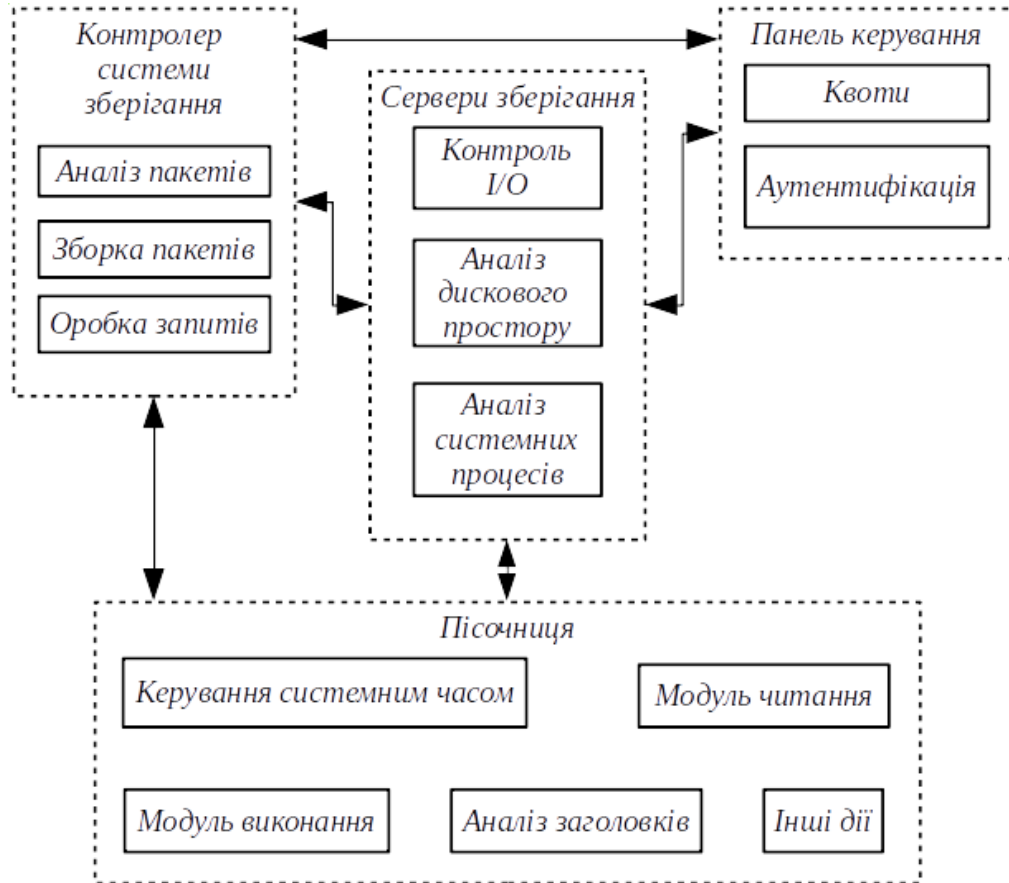 Контролер
системи
зберігання
Аналіз пакетів
Зборка пакетів
Оробка запитів
Сервери зберігання
Контроль
I/O
Аналіз
дискового
простору
Аналіз
системних
процесів
Панель керування
Квоти
Аутентифікація
Пісочниця
Керування системним часом
Модуль читання
Модуль виконання
Аналіз заголовків
Інші дії